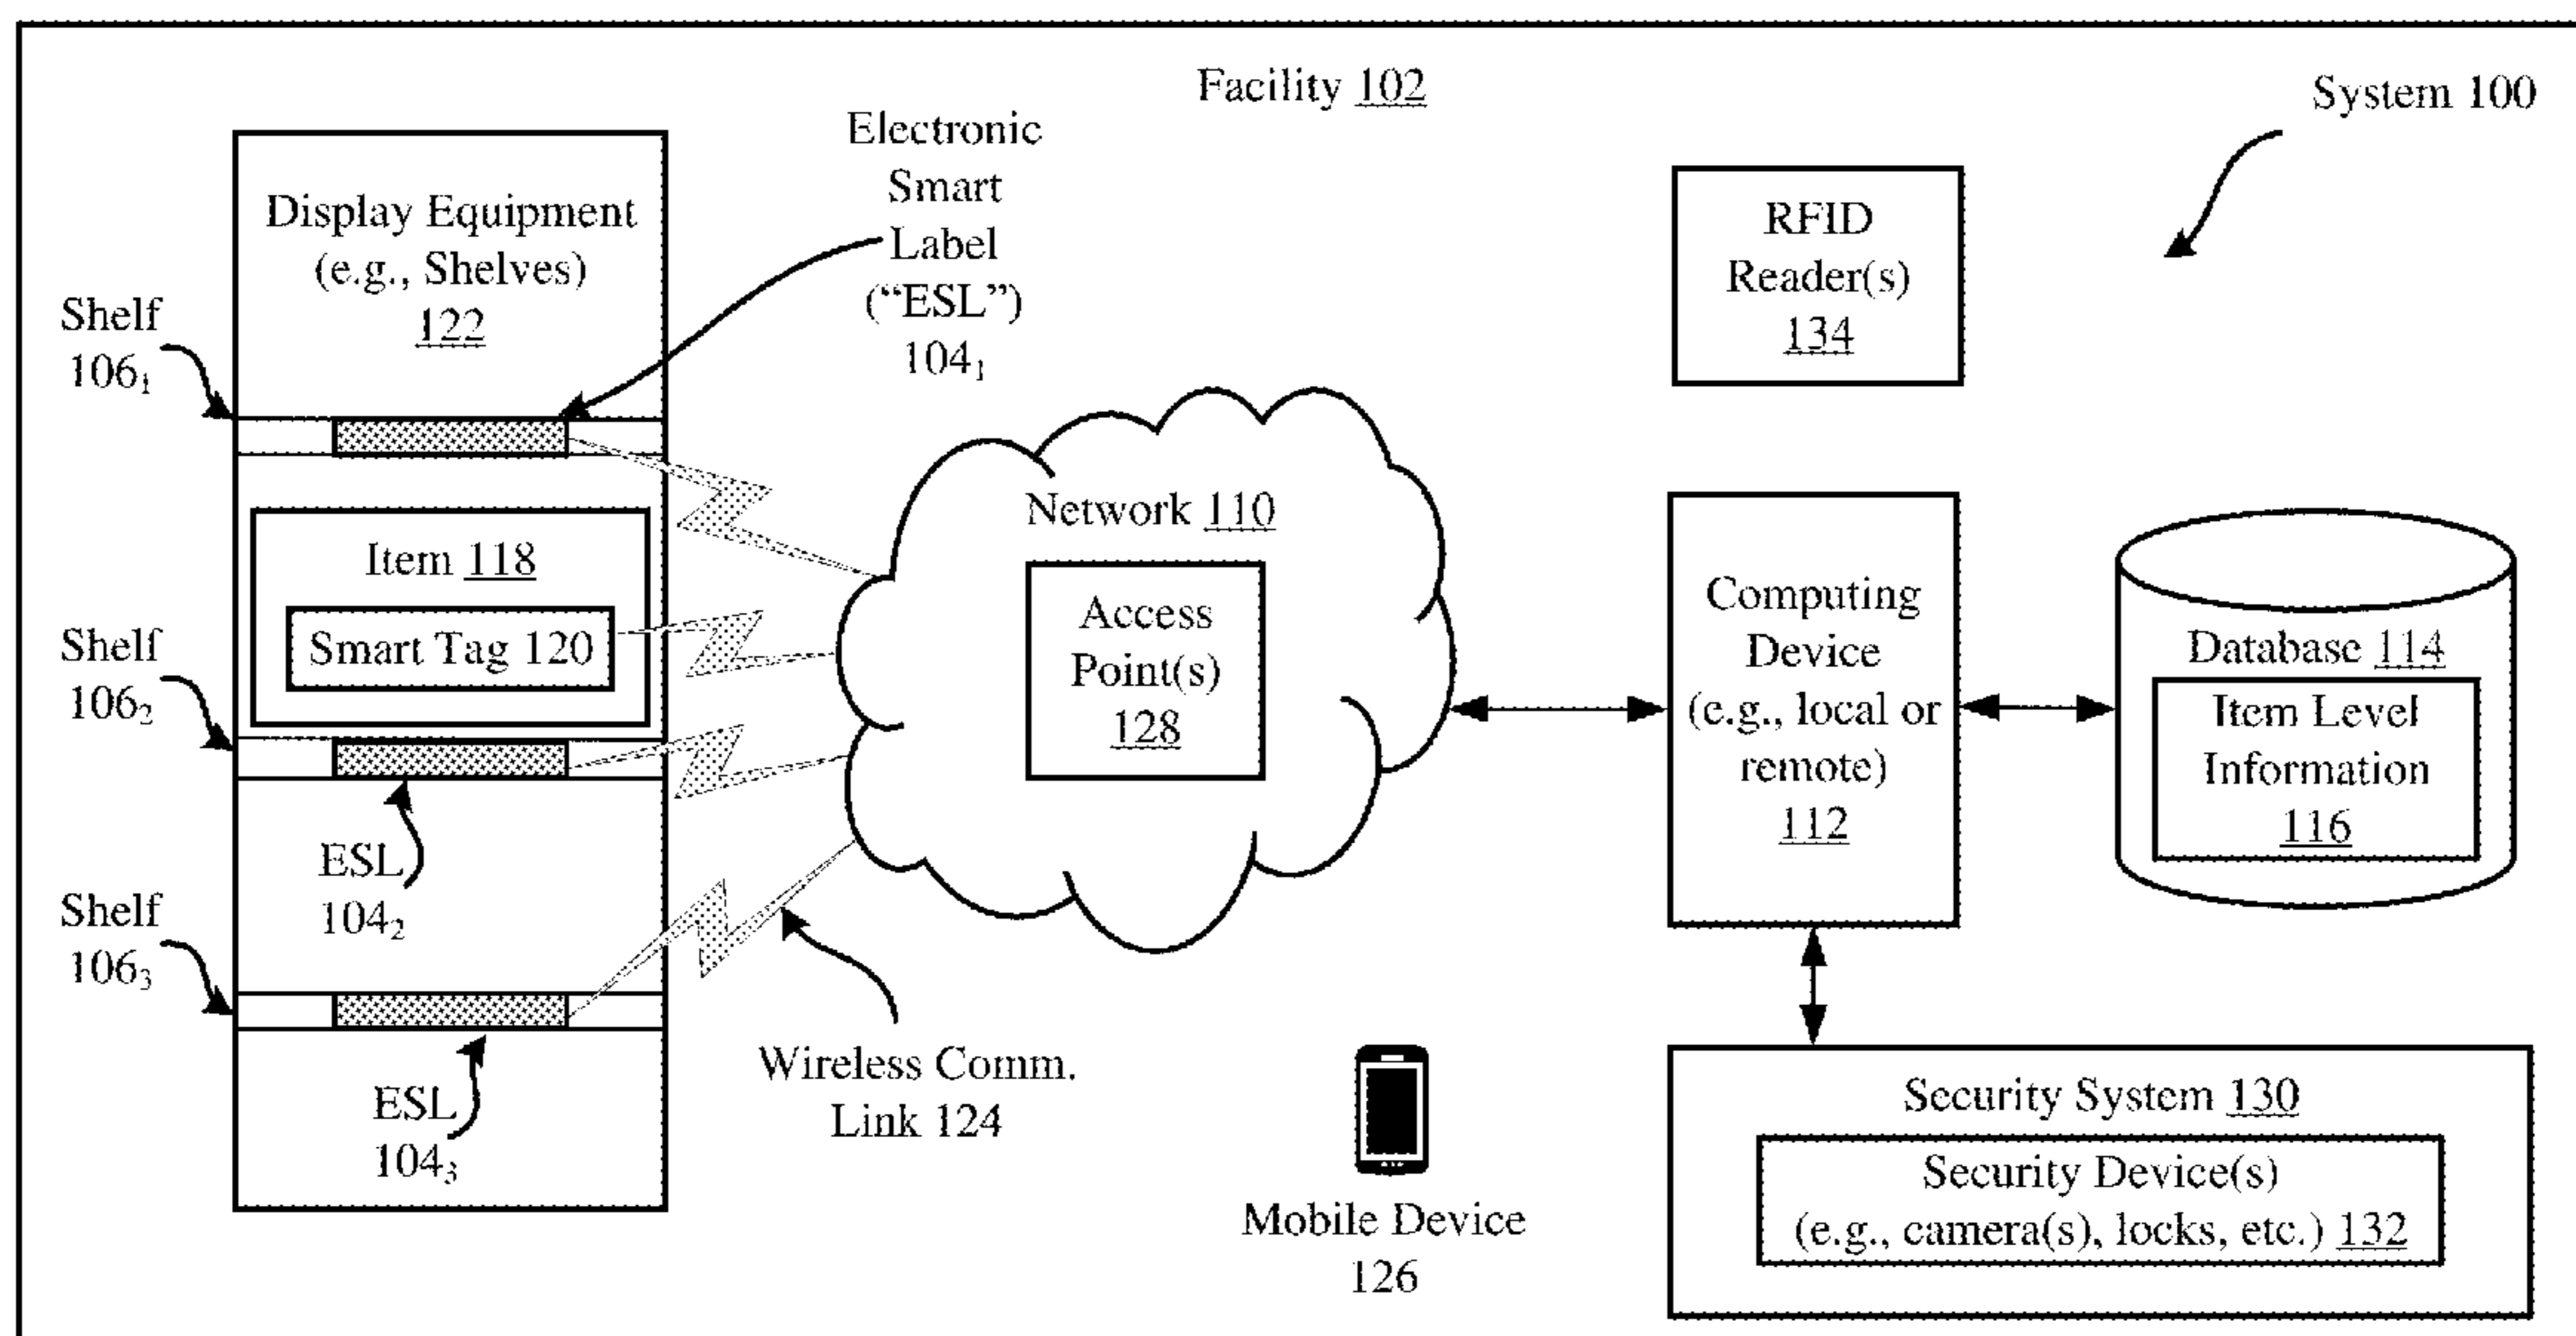 Facility 102
System 100
Electronic
Smart
Label
(“ESL”)
104₁
Display Equipment
(e.g., Shelves)
122
Shelf
106₁
Item 118
Smart Tag 120
Shelf
106₂
ESL
104₂
Shelf
106₃
ESL
104₃
Network 110
Access
Point(s)
128
Wireless Comm.
Link 124
Mobile Device
126
RFID
Reader(s)
134
Computing
Device
(e.g., local or
remote)
112
Database 114
Item Level
Information
116
Security System 130
Security Device(s)
(e.g., camera(s), locks, etc.) 132